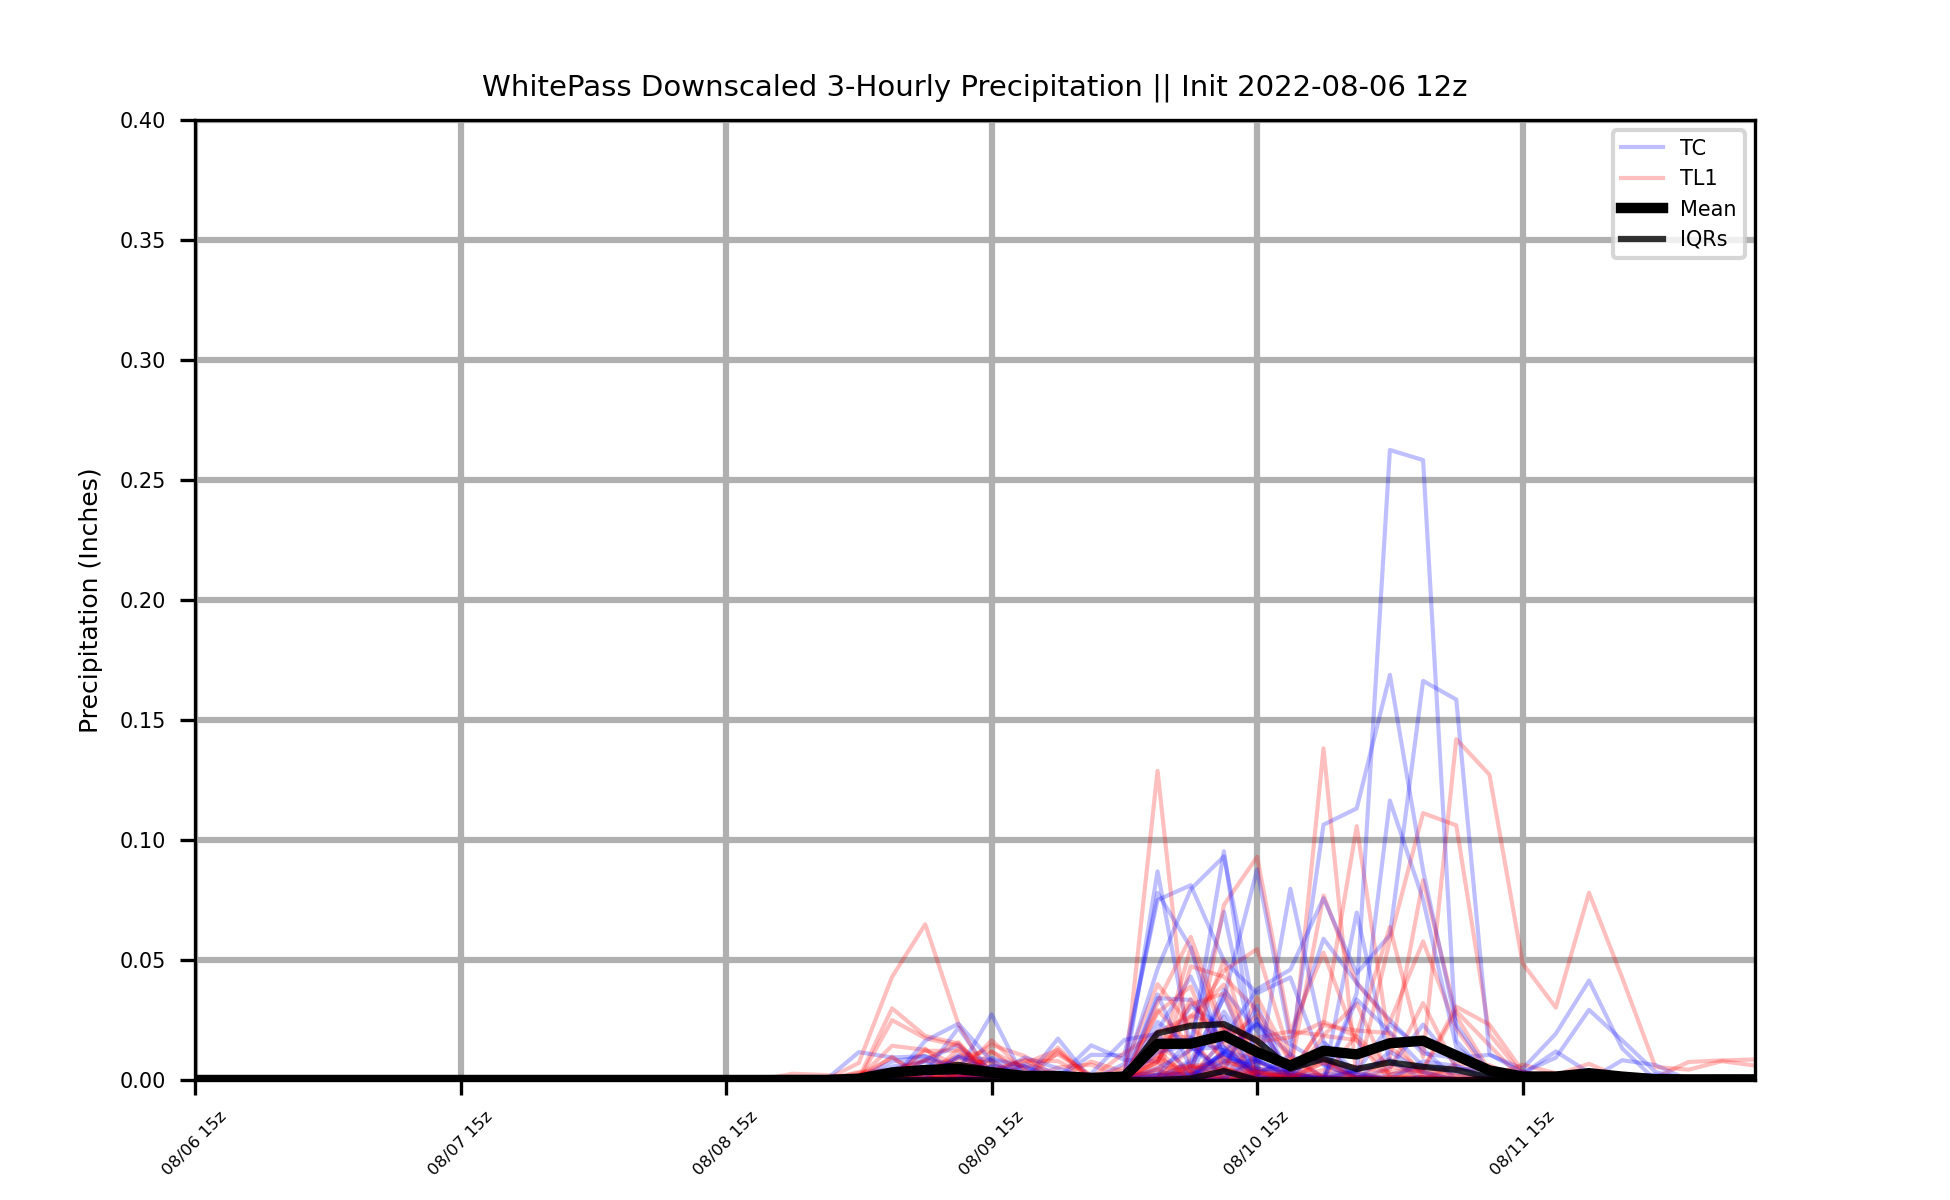 WhitePass Downscaled 3-Hourly Precipitation || Init 2022-08-06 12z
Precipitation (Inches)
0.40
0.35
0.30
0.25
0.20
0.15
0.10
0.05
0.00
TC
TL1
Mean
IQRs
08/06 15z
08/07 15z
08/08 15z
08/09 15z
08/10 15z
08/11 15z